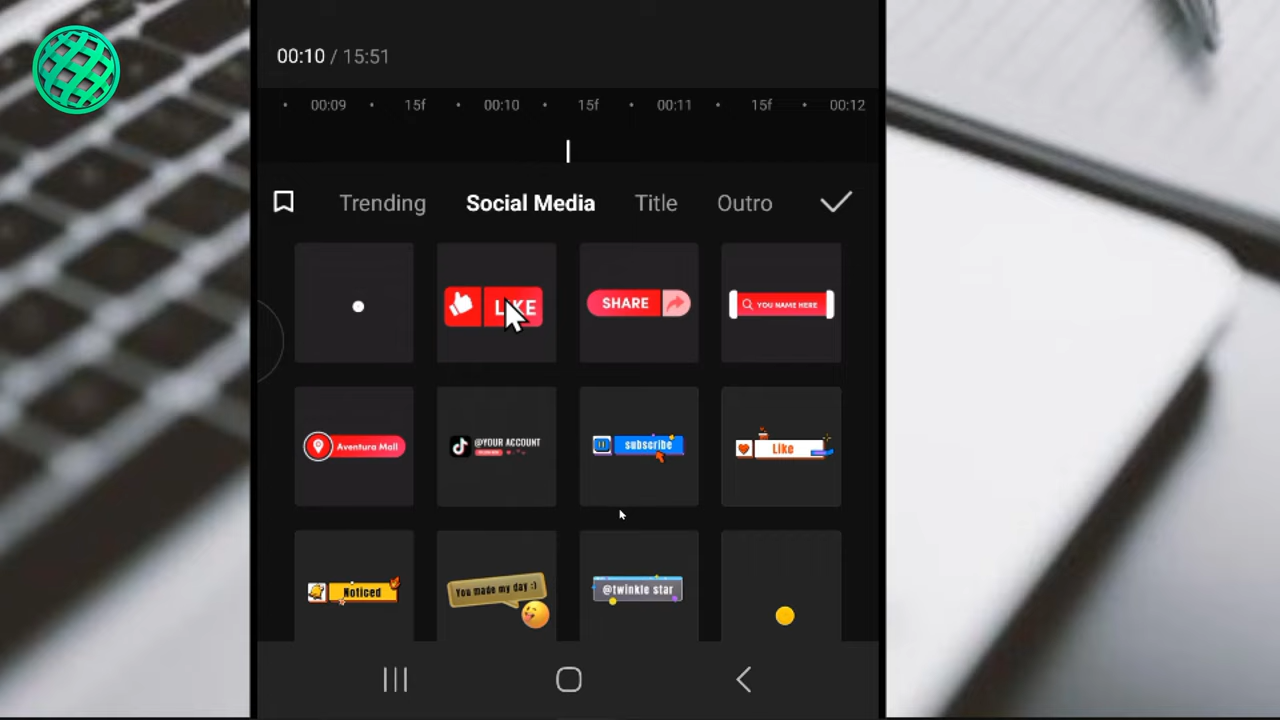 00:10 / 15:51
00:09 15f 00:10 15f 00:11 15f 00:12
Trending Social Media Title Outro
LIKE SHARE YOU NAME HERE
Aventura Mall @YOUR ACCOUNT subscribe Like
Noticed You made my day :) @twinkle star